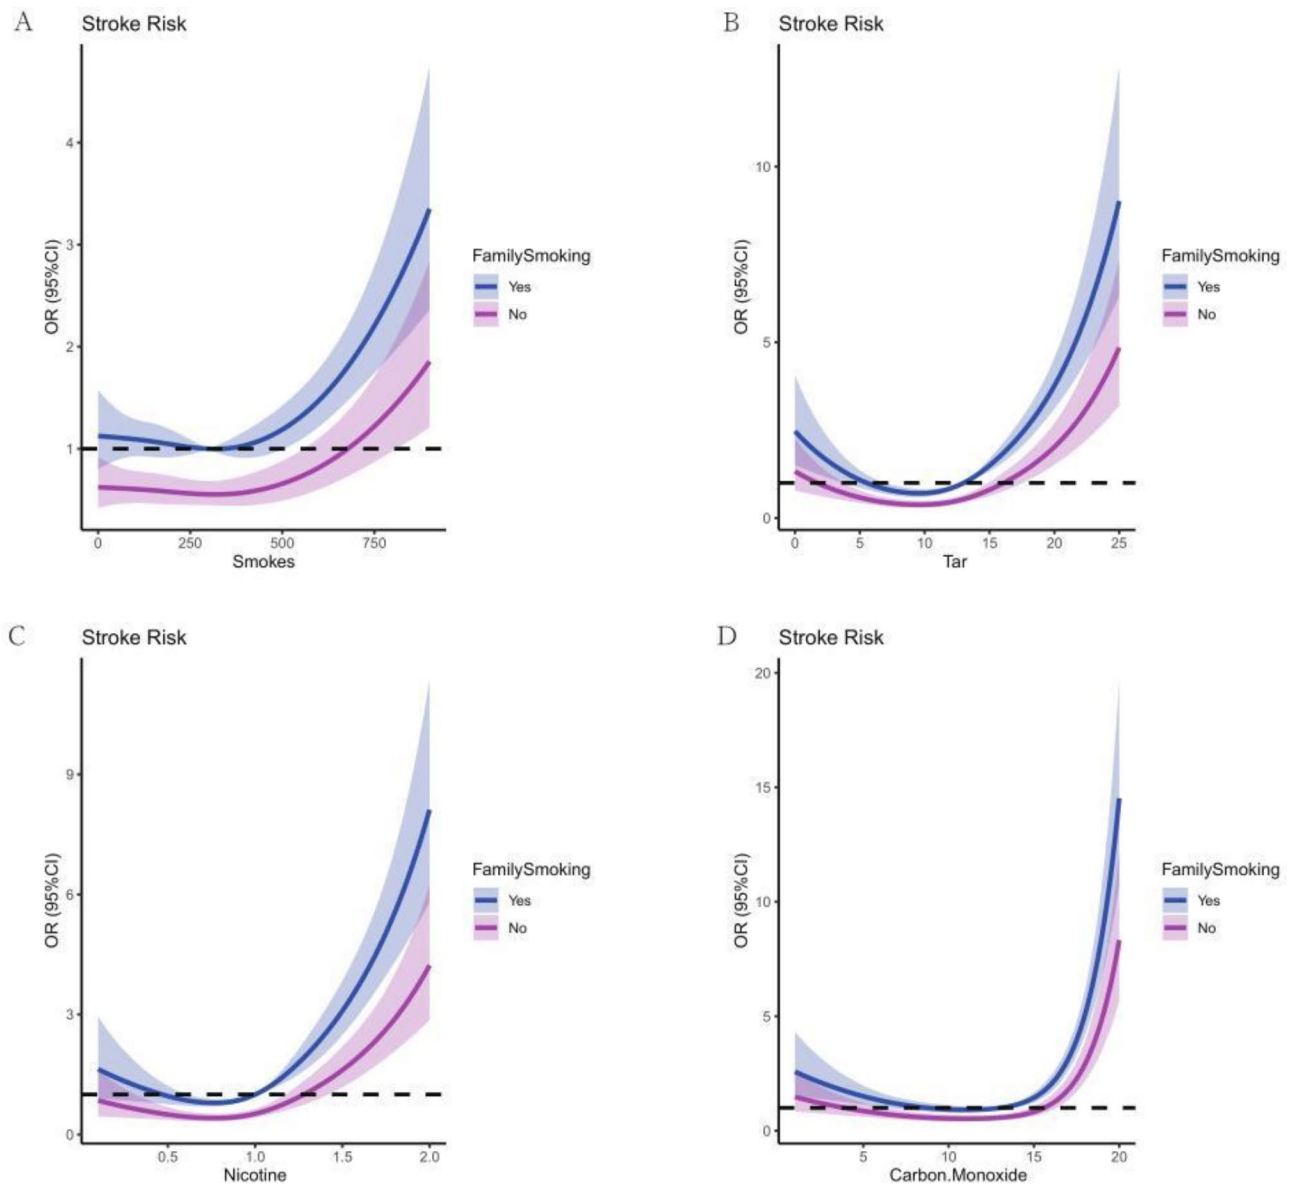 A
Stroke Risk
OR (95%CI)
4
3
2
1
0 250 500 750
Smokes
FamilySmoking
Yes
No
B
Stroke Risk
OR (95%CI)
10
5
0
0 5 10 15 20 25
Tar
FamilySmoking
Yes
No
C
Stroke Risk
OR (95%CI)
9
6
3
0
0.5 1.0 1.5 2.0
Nicotine
FamilySmoking
Yes
No
D
Stroke Risk
OR (95%CI)
20
15
10
5
0
5 10 15 20
Carbon.Monoxide
FamilySmoking
Yes
No